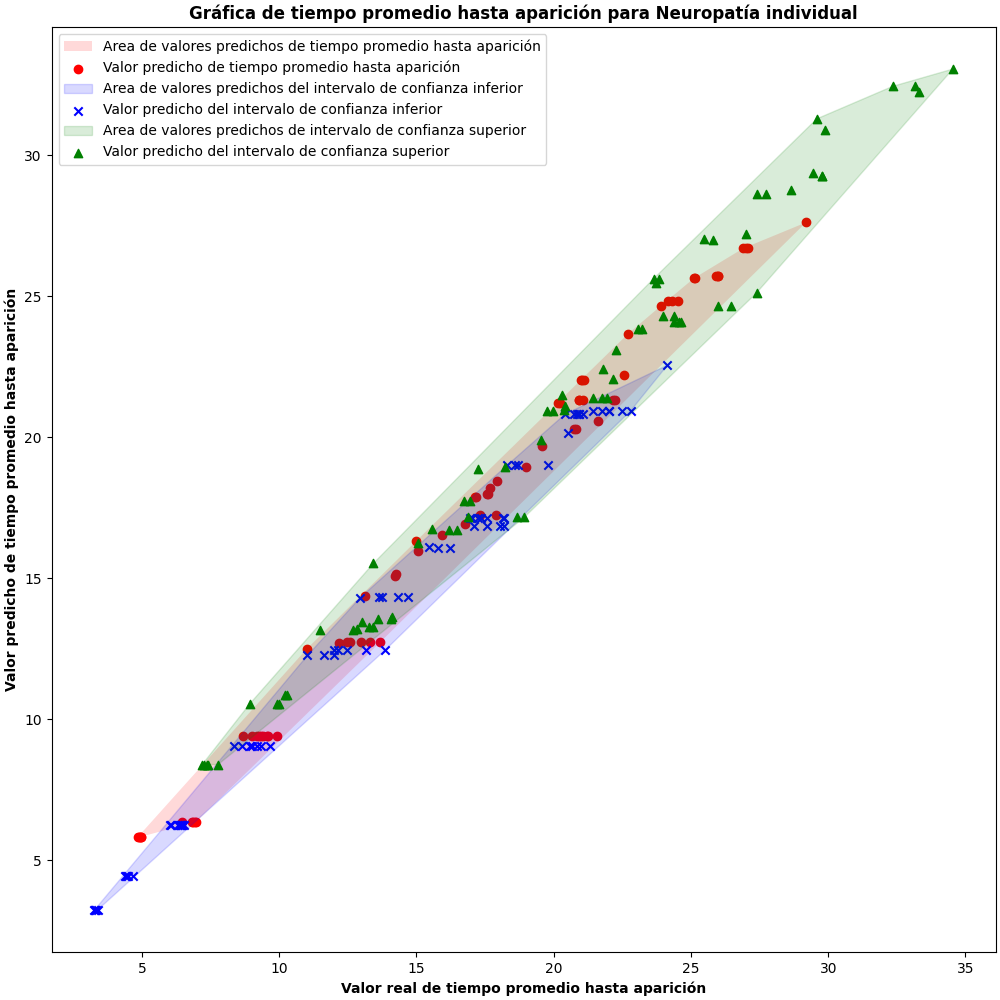 Gráfica de tiempo promedio hasta aparición para Neuropatía individual
Area de valores predichos de tiempo promedio hasta aparición
Valor predicho de tiempo promedio hasta aparición
Area de valores predichos del intervalo de confianza inferior
Valor predicho del intervalo de confianza inferior
Area de valores predichos de intervalo de confianza superior
Valor predicho del intervalo de confianza superior
Valor predicho de tiempo promedio hasta aparición
30
25
20
15
10
5
5 10 15 20 25 30 35
Valor real de tiempo promedio hasta aparición